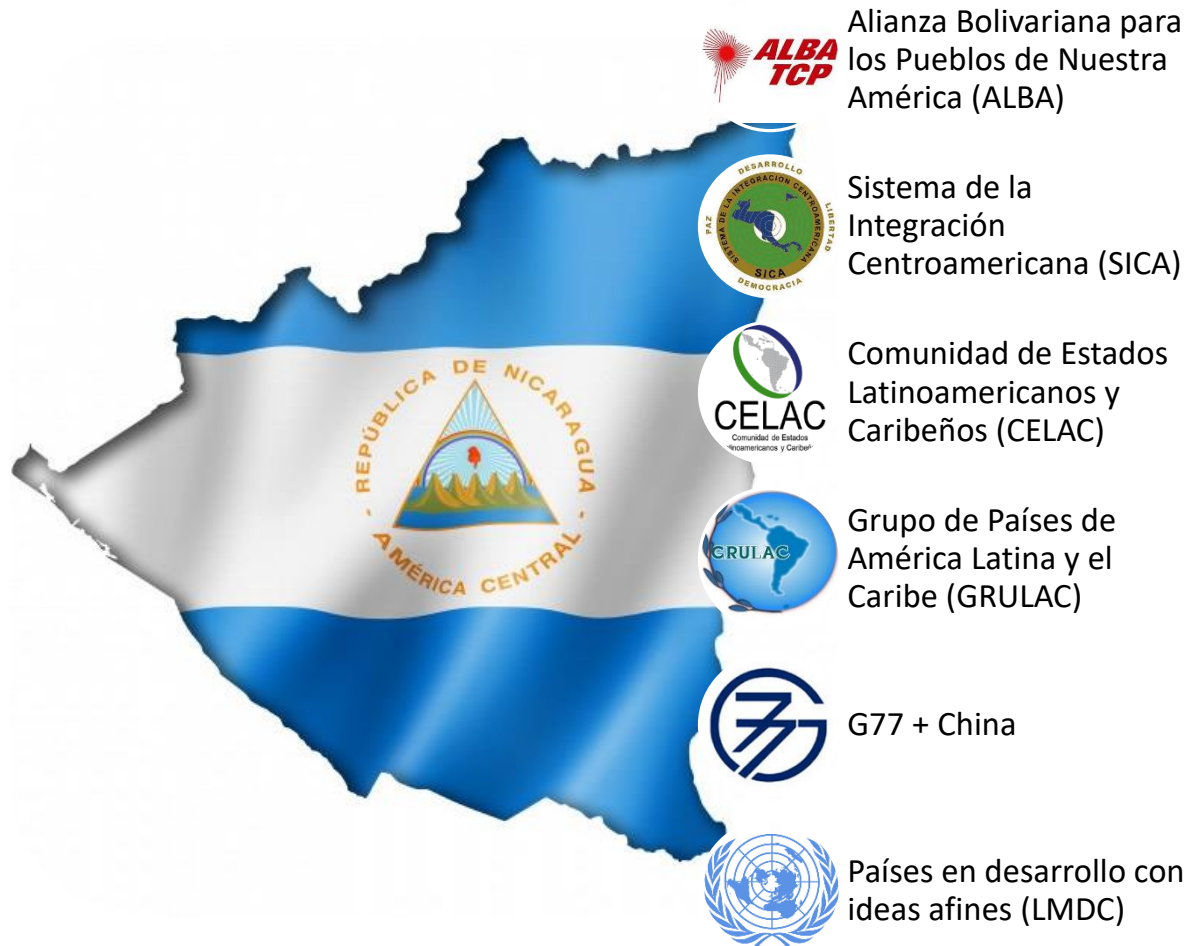 ALBA
TCP
Alianza Bolivariana para
los Pueblos de Nuestra
América (ALBA)
DESARROLLO
LIBERTAD
DEMOCRACIA
PAZ
SISTEMA DE LA INTEGRACION CENTROAMERICANA
SICA
Sistema de la
Integración
Centroamericana (SICA)
REPÚBLICA DE NICARAGUA
- AMÉRICA CENTRAL -
CELAC
Comunidad de Estados
Latinoamericanos y
Caribeños (CELAC)
Comunidad de Estados
inoamericanos y Caribeñ
GRULAC
Grupo de Países de
América Latina y el
Caribe (GRULAC)
G77 + China
Países en desarrollo con
ideas afines (LMDC)